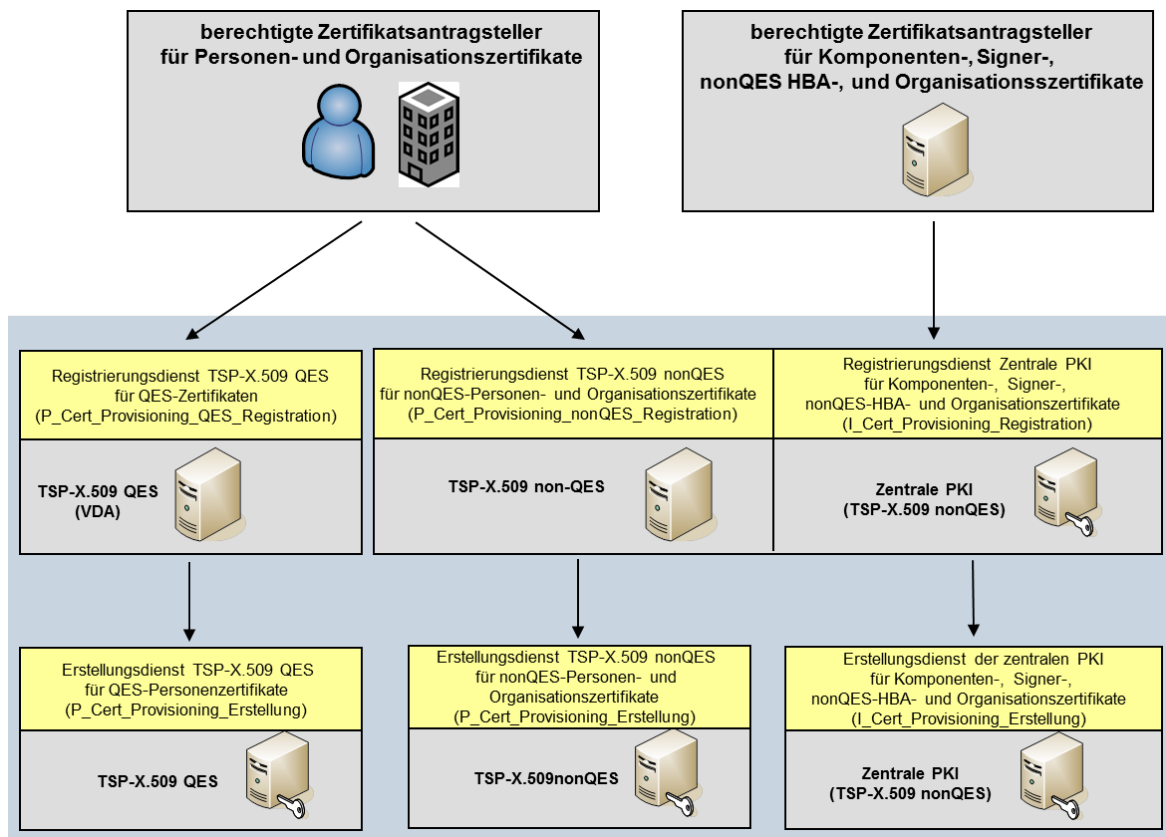 berechtigte Zertifikatsantragsteller
für Personen- und Organisationszertifikate
berechtigte Zertifikatsantragsteller
für Komponenten-, Signer-,
nonQES HBA-, und Organisationsszertifikate
Registrierungsdienst TSP-X.509 QES
für QES-Zertifikaten
(P_Cert_Provisioning_QES_Registration)
TSP-X.509 QES
(VDA)
Registrierungsdienst TSP-X.509 nonQES
für nonQES-Personen- und Organisationszertifikate
(P_Cert_Provisioning_nonQES_Registration)
TSP-X.509 non-QES
Registrierungsdienst Zentrale PKI
für Komponenten-, Signer-,
nonQES-HBA- und Organisationszertifikate
(I_Cert_Provisioning_Registration)
Zentrale PKI
(TSP-X.509 nonQES)
Erstellungsdienst TSP-X.509 QES
für QES-Personenzertifikate
(P_Cert_Provisioning_Erstellung)
TSP-X.509 QES
Erstellungsdienst TSP-X.509 nonQES
für nonQES-Personen- und
Organisationszertifikate
(P_Cert_Provisioning_Erstellung)
TSP-X.509nonQES
Erstellungsdienst der zentralen PKI
für Komponenten-, Signer-,
nonQES-HBA- und Organisationszertifikate
(I_Cert_Provisioning_Erstellung)
Zentrale PKI
(TSP-X.509 nonQES)